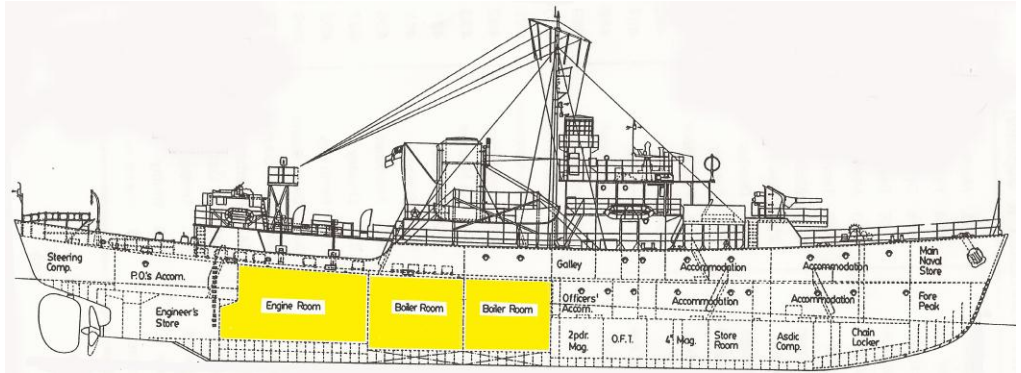 Steering
Comp.
P.O.'s Accom.
Engineer's
Store
Engine Room
Boiler Room
Boiler Room
Galley
Officers'
Accom.
2pdr.
Mag.
O.F.T.
4" Mag.
Accommodation
Accommodation
Store
Room
Asdic
Comp.
Accommodation
Accommodation
Chain
Locker
Main
Naval
Store
Fore
Peak